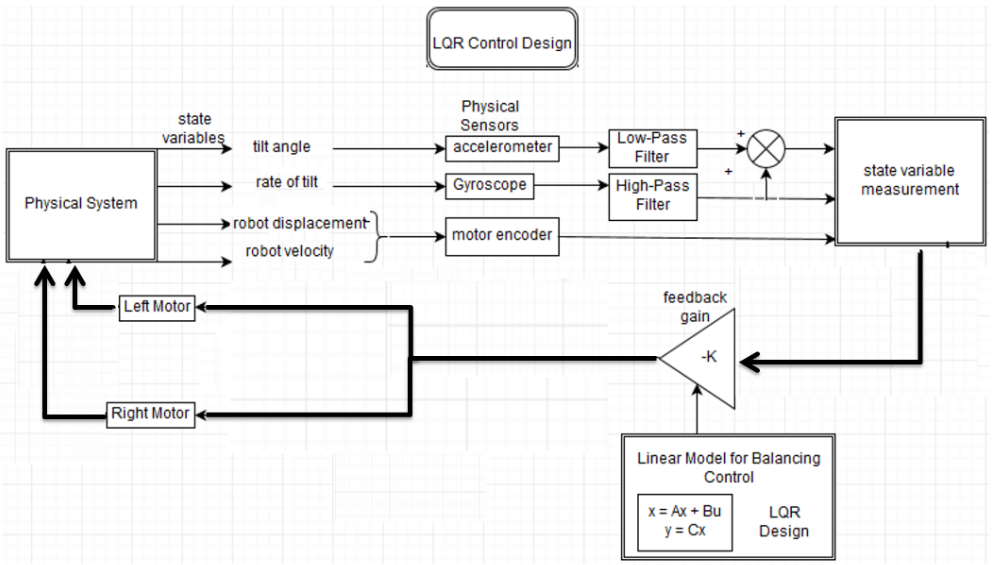 LQR Control Design
state
variables
Physical
Sensors
tilt angle
accelerometer
Low-Pass
Filter
+
+
rate of tilt
Gyroscope
High-Pass
Filter
state variable
measurement
Physical System
robot displacement
robot velocity
motor encoder
Left Motor
feedback
gain
-K
Right Motor
Linear Model for Balancing
Control
x = Ax + Bu
y = Cx
LQR
Design